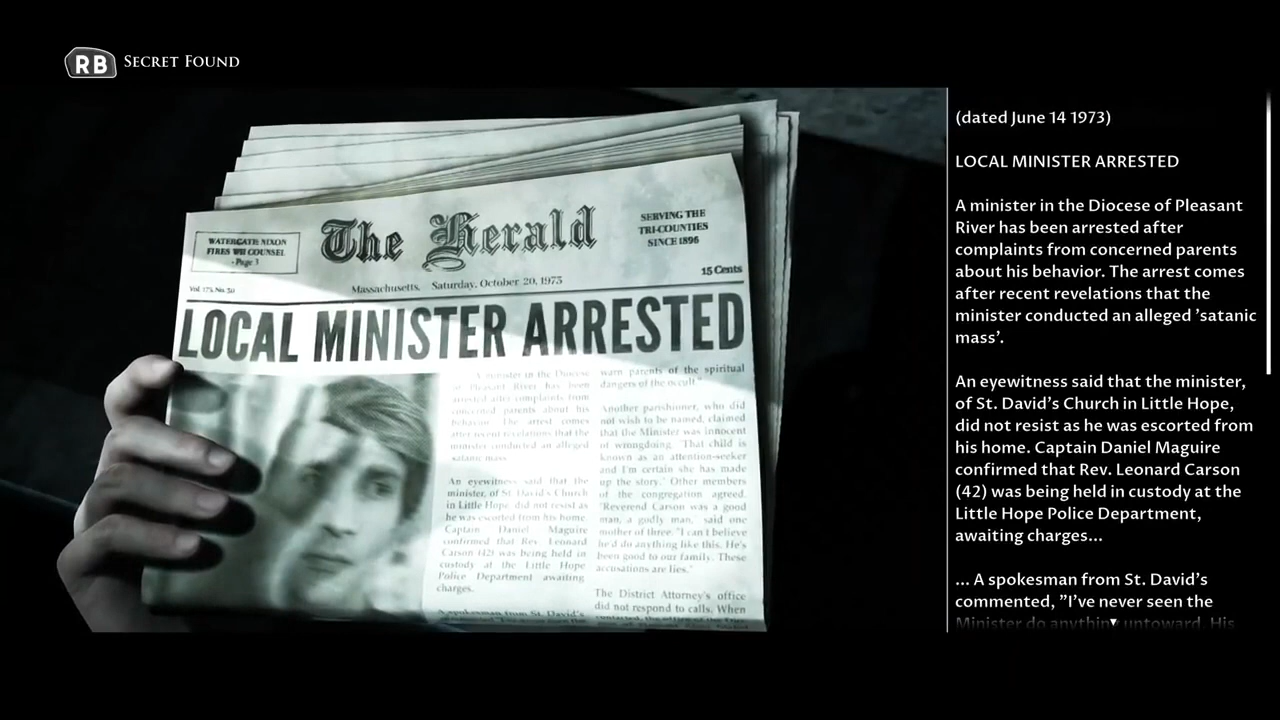 RB SECRET FOUND
WATERGATE: NIXON
FIRES WH COUNSEL
- Page 3
The Herald
SERVING THE
TRI-COUNTIES
SINCE 1896
15 Cents
Massachusetts. Saturday, October 20, 1973
LOCAL MINISTER ARRESTED
A minister in the Diocese
of Pleasant River has been
arrested after complaints from
concerned parents about his
behavior. The arrest comes
after recent revelations that the
minister conducted an alleged
satanic mass.
An eyewitness said that the
minister, of St. David's Church
in Little Hope, did not resist as
he was escorted from his home.
Captain Daniel Maguire
confirmed that Rev. Leonard
Carson (42) was being held in
custody at the Little Hope
Police Department awaiting
charges.
A spokesman from St. David's
warn parents of the spiritual
dangers of the occult."
Another parishioner, who did
not wish to be named, claimed
that the Minister was innocent
of wrongdoing. "That child is
known as an attention-seeker
and I'm certain she has made
up the story." Other members
of the congregation agreed.
"Reverend Carson was a good
man, a godly man, said one
mother of three. "I can't believe
he'd do anything like this. He's
been good to our family. These
accusations are lies."
The District Attorney's office
did not respond to calls. When
(dated June 14 1973)
LOCAL MINISTER ARRESTED
A minister in the Diocese of Pleasant
River has been arrested after
complaints from concerned parents
about his behavior. The arrest comes
after recent revelations that the
minister conducted an alleged 'satanic
mass'.
An eyewitness said that the minister,
of St. David's Church in Little Hope,
did not resist as he was escorted from
his home. Captain Daniel Maguire
confirmed that Rev. Leonard Carson
(42) was being held in custody at the
Little Hope Police Department,
awaiting charges...
... A spokesman from St. David's
commented, "I've never seen the
Minister do anything untoward. His